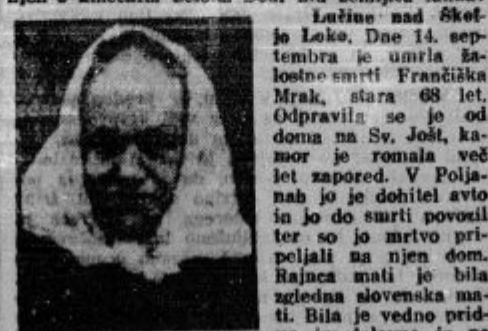 Lučine nad Škof-
jo Loko. Dne 14. sep-
tembra je umrla ža-
lostne smrti Frančiška
Mrak, stara 68 let.
Odpravila se je od
doma na Sv. Jošt, ka-
mor je romala več
let zapored. V Polja-
nah jo je dohitel avto
in jo do smrti povozil
ter so jo mrtvo pri-
peljali na njen dom.
Rajnca mati je bila
zgledna slovenska ma-
ti. Bila je vedno prid-